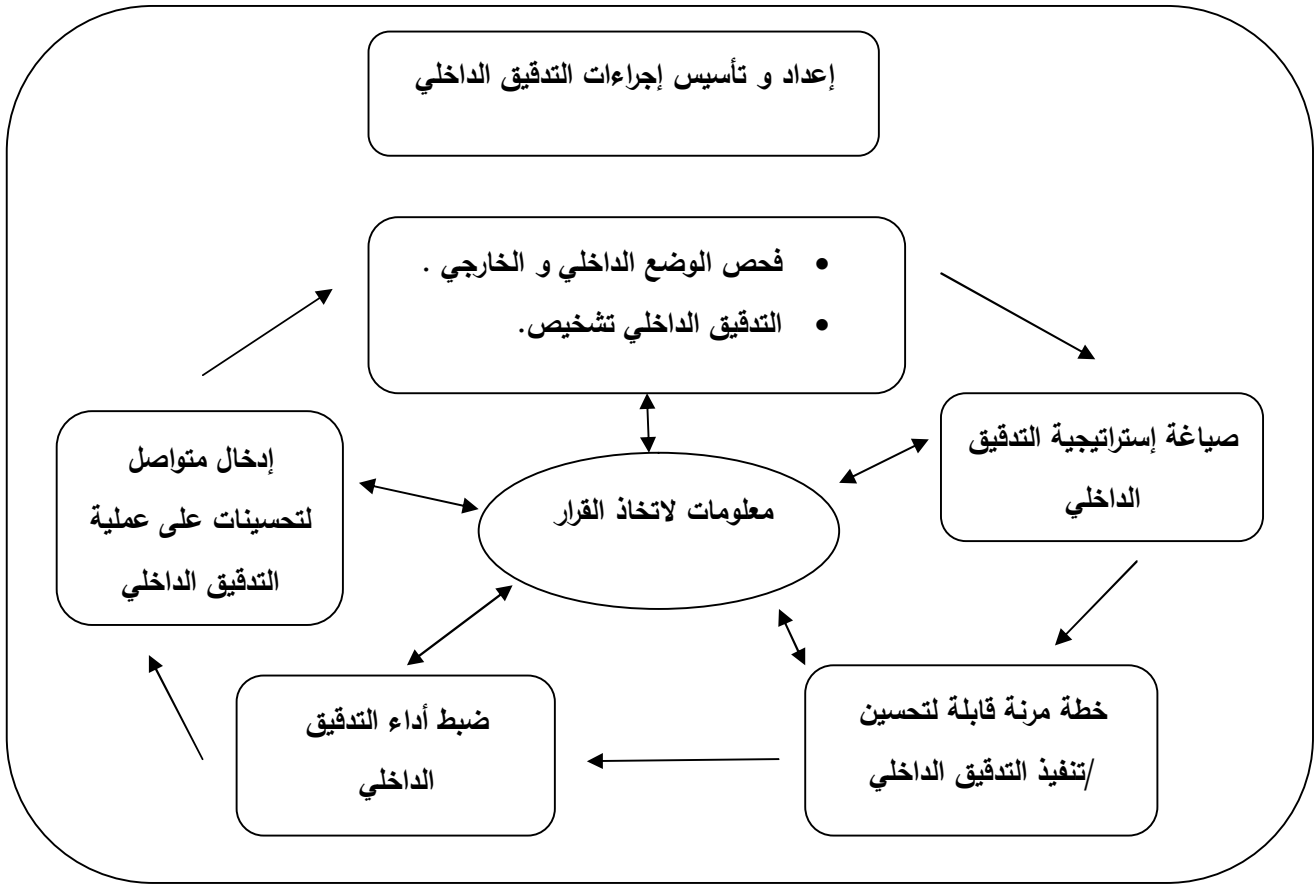 إعداد و تأسيس إجراءات التدقيق الداخلي
• فحص الوضع الداخلي و الخارجي .
• التدقيق الداخلي تشخيص.
صياغة إستراتيجية التدقيق
الداخلي
إدخال متواصل
لتحسينات على عملية
التدقيق الداخلي
معلومات لاتخاذ القرار
خطة مرنة قابلة لتحسين
/تنفيذ التدقيق الداخلي
ضبط أداء التدقيق
الداخلي